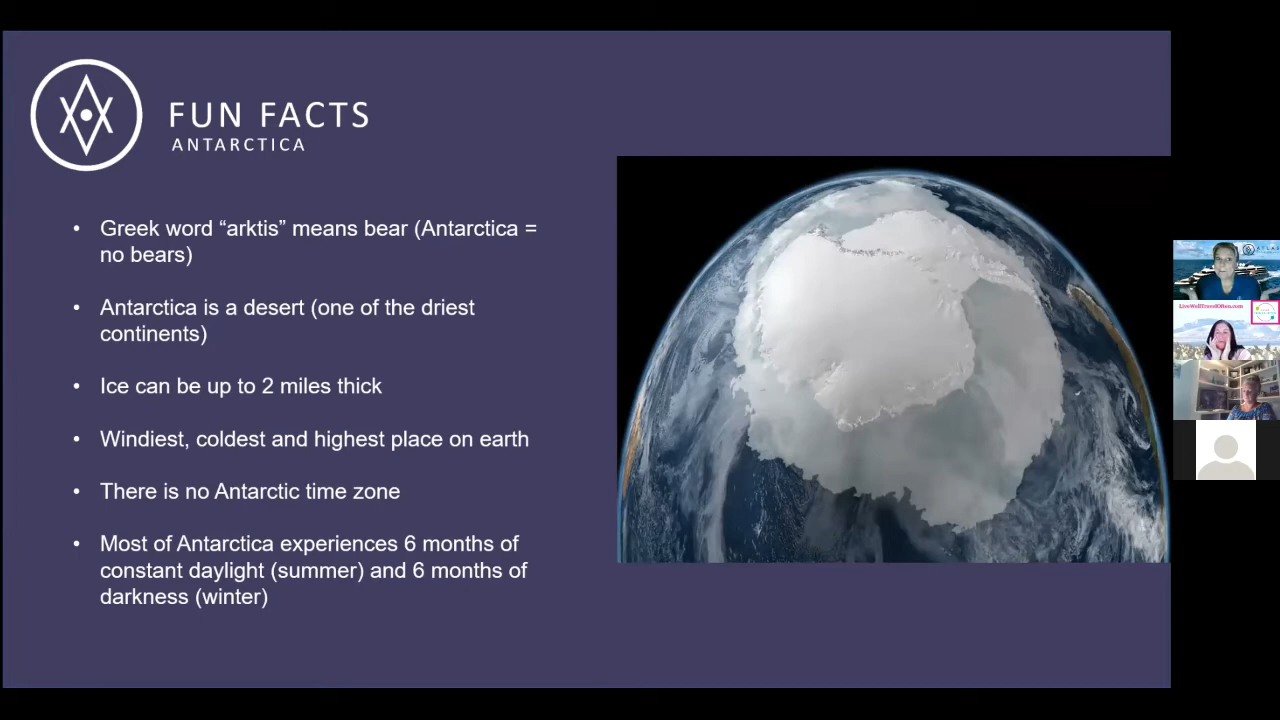 FUN FACTS
ANTARCTICA
• Greek word “arktis” means bear (Antarctica =
no bears)
• Antarctica is a desert (one of the driest
continents)
• Ice can be up to 2 miles thick
• Windiest, coldest and highest place on earth
• There is no Antarctic time zone
• Most of Antarctica experiences 6 months of
constant daylight (summer) and 6 months of
darkness (winter)
ATLAS
LiveWellTravelOften.com